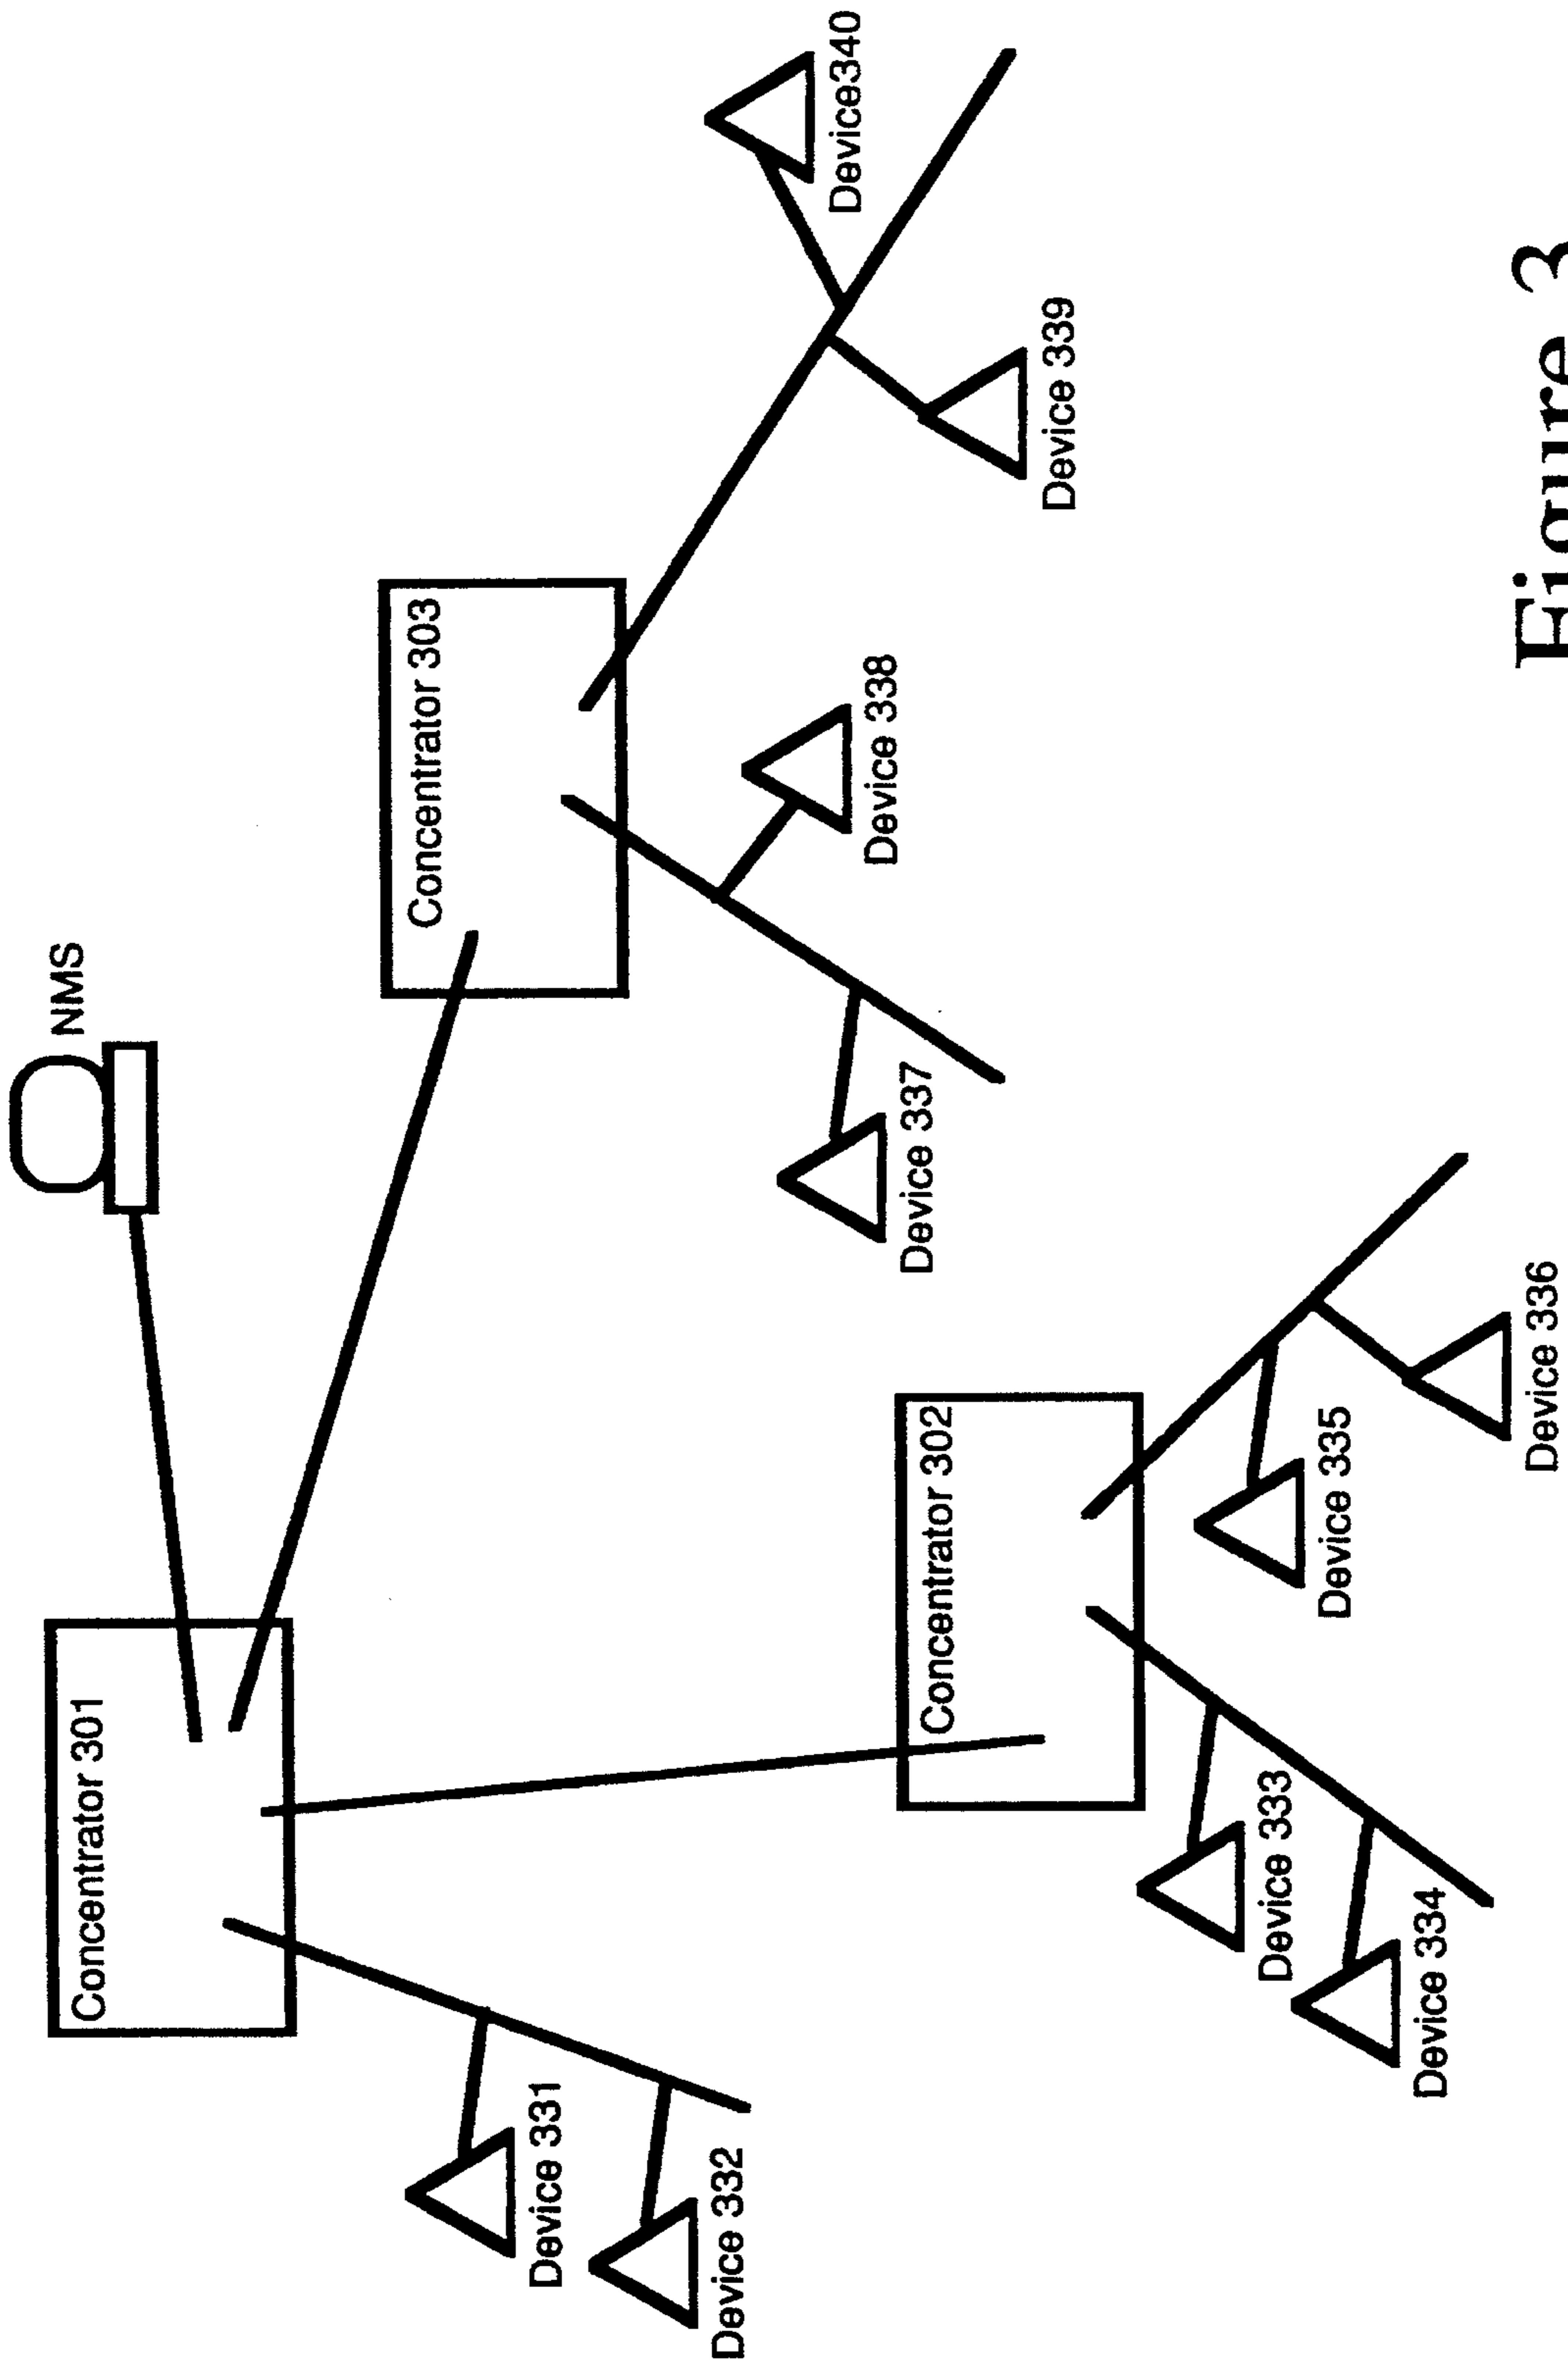 NMS
Concentrator 301
Concentrator 303
Device 331
Device 332
Concentrator 302
Device 333
Device 334
Device 335
Device 336
Device 337
Device 338
Device 339
Device340
Figure 3